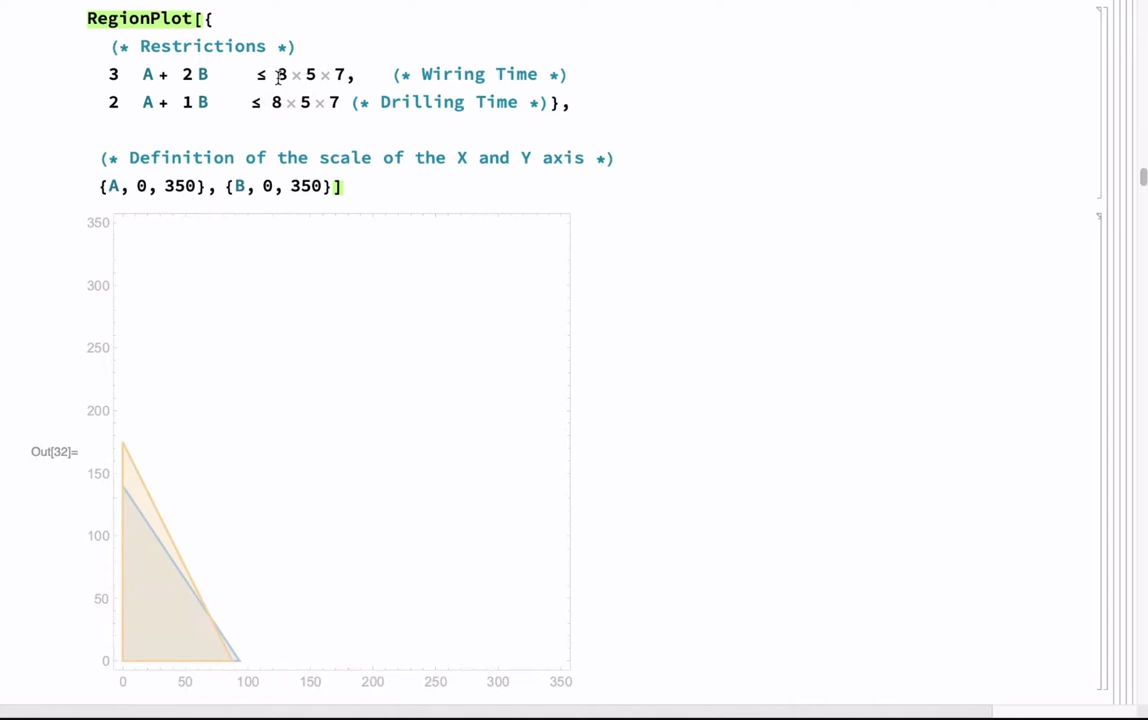 RegionPlot[{
(* Restrictions *)
3 A + 2 B ≤ 8×5×7, (* Wiring Time *)
2 A + 1 B ≤ 8×5×7 (* Drilling Time *)},
(* Definition of the scale of the X and Y axis *)
{A, 0, 350}, {B, 0, 350}]
350
300
250
200
Out[32]=
150
100
50
0
0 50 100 150 200 250 300 350